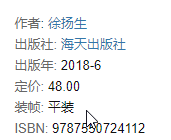 作者: 徐扬生
出版社: 海天出版社
出版年: 2018-6
定价: 48.00
装帧: 平装
ISBN: 9787550724112